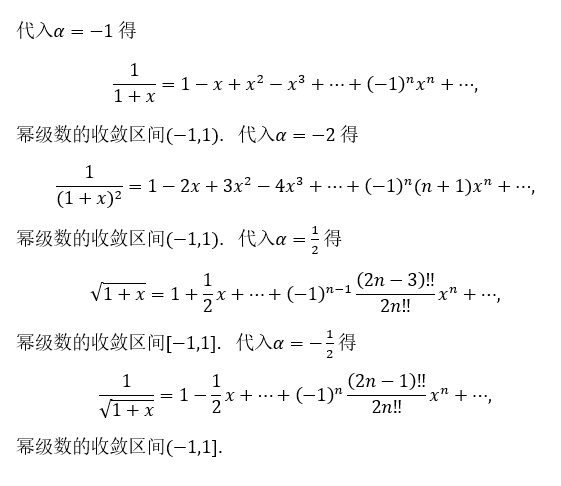 代入α = −1 得
1/(1 + x) = 1 − x + x² − x³ + ⋯ + (−1)ⁿxⁿ + ⋯,
幂级数的收敛区间(−1,1). 代入α = −2 得
1/(1 + x)² = 1 − 2x + 3x² − 4x³ + ⋯ + (−1)ⁿ(n + 1)xⁿ + ⋯,
幂级数的收敛区间(−1,1). 代入α = 1/2 得
√(1 + x) = 1 + 1/2 x + ⋯ + (−1)ⁿ⁻¹ (2n − 3)!!/2n!! xⁿ + ⋯,
幂级数的收敛区间[−1,1]. 代入α = −1/2 得
1/√(1 + x) = 1 − 1/2 x + ⋯ + (−1)ⁿ (2n − 1)!!/2n!! xⁿ + ⋯,
幂级数的收敛区间(−1,1].